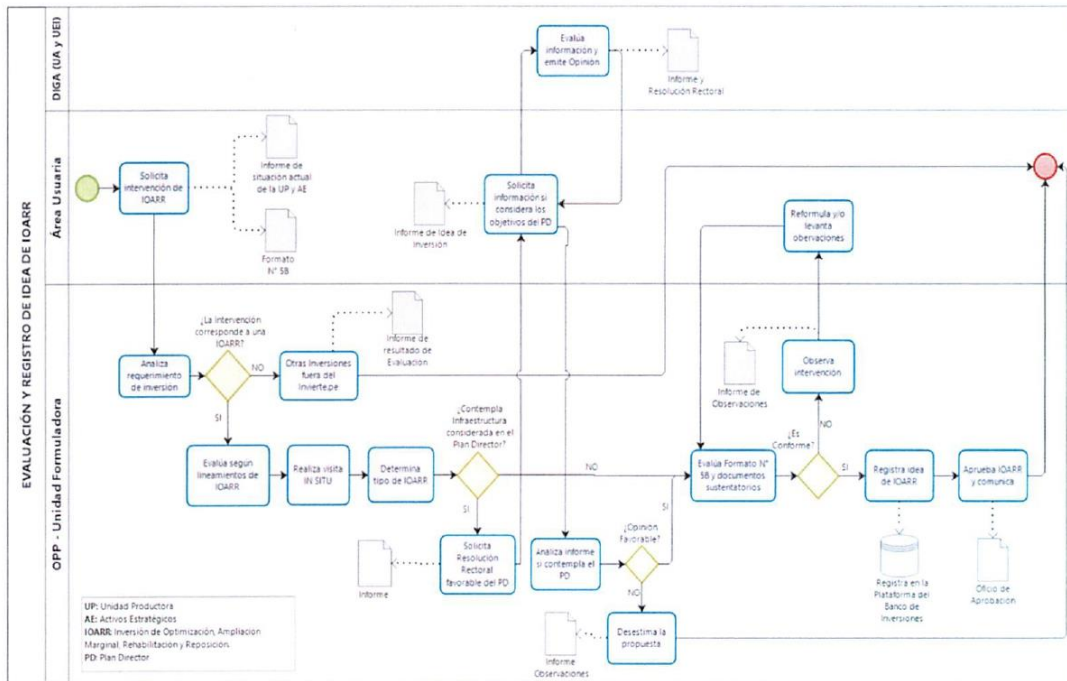 EVALUACIÓN Y REGISTRO DE IDEA DE IOARR
DIGA (UA y UEI)
Evalúa
información y
emite Opinión
Informe y
Resolución Rectoral
Área Usuaria
Solicita
intervención de
IOARR
Informe de
situación actual
de la UP y AE
Formato
N° 5B
Solicita
información si
considera los
objetivos del PD
Informe de Idea de
Inversión
Reformula y/o
levanta
obervaciones
OPP - Unidad Formuladora
Analiza
requerimiento
de inversión
¿La intervención
corresponde a una
IOARR?
NO
SI
Otras Inversiones
fuera del
Invierte.pe
Informe de
resultado de
Evaluación
Evalúa según
lineamientos de
IOARR
Realiza visita
IN SITU
Determina
tipo de IOARR
¿Contempla
Infraestructura
considerada en el
Plan Director?
NO
SI
Solicita
Resolución
Rectoral
favorable del PD
Informe
Analiza informe
si contempla el
PD
¿Opinión
Favorable?
SI
NO
Desestima la
propuesta
Informe
Observaciones
Evalúa Formato N°
5B y documentos
sustentatorios
¿Es
Conforme?
NO
SI
Observa
intervención
Informe de
Observaciones
Registra idea
de IOARR
Registra en la
Plataforma del
Banco de
Inversiones
Aprueba IOARR
y comunica
Oficio de
Aprobación
UP: Unidad Productora
AE: Activos Estratégicos
IOARR: Inversión de Optimización, Ampliación
Marginal, Rehabilitación y Reposición.
PD: Plan Director